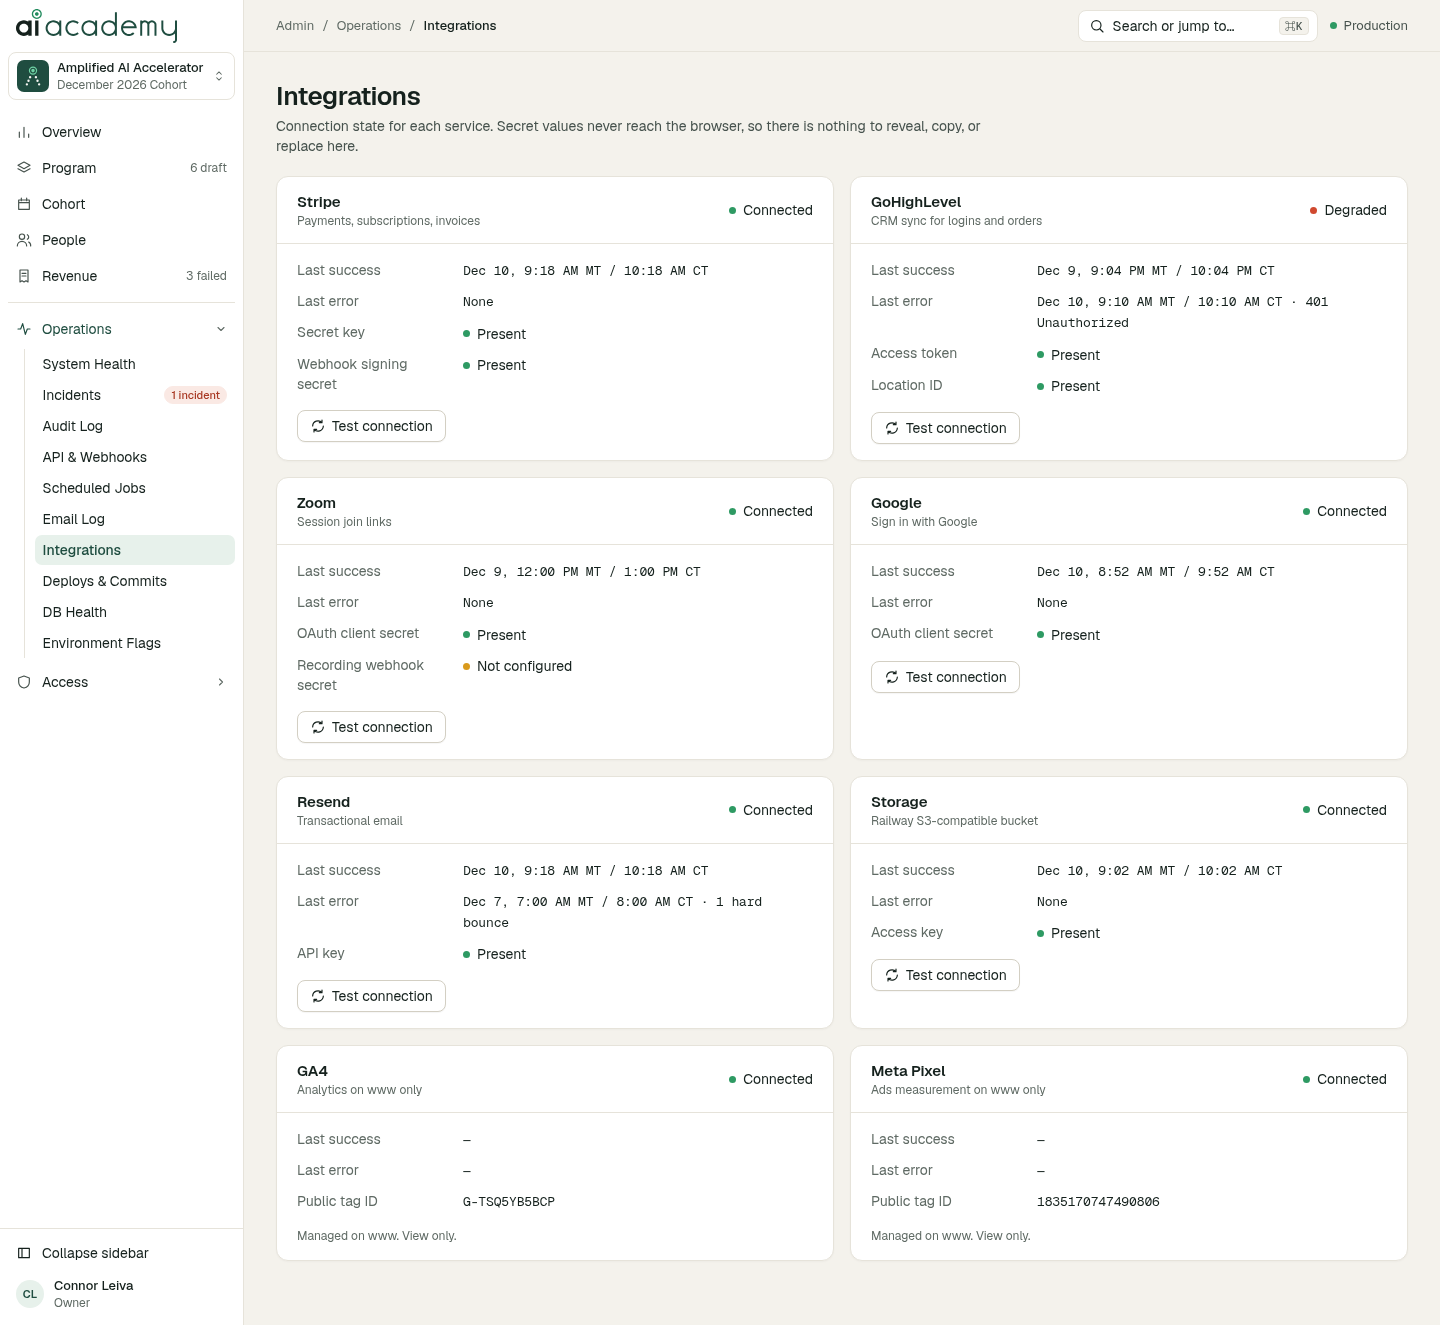 ai academy
Amplified AI Accelerator
December 2026 Cohort
Overview
Program 6 draft
Cohort
People
Revenue 3 failed
Operations
System Health
Incidents 1 incident
Audit Log
API & Webhooks
Scheduled Jobs
Email Log
Integrations
Deploys & Commits
DB Health
Environment Flags
Access
Collapse sidebar
CL
Connor Leiva
Owner
Admin / Operations / Integrations
Search or jump to... ⌘K
Production
Integrations
Connection state for each service. Secret values never reach the browser, so there is nothing to reveal, copy, or
replace here.
Stripe
Payments, subscriptions, invoices
Connected
Last success Dec 10, 9:18 AM MT / 10:18 AM CT
Last error None
Secret key Present
Webhook signing
secret
Present
Test connection
GoHighLevel
CRM sync for logins and orders
Degraded
Last success Dec 9, 9:04 PM MT / 10:04 PM CT
Last error Dec 10, 9:10 AM MT / 10:10 AM CT · 401
Unauthorized
Access token Present
Location ID Present
Test connection
Zoom
Session join links
Connected
Last success Dec 9, 12:00 PM MT / 1:00 PM CT
Last error None
OAuth client secret Present
Recording webhook
secret
Not configured
Test connection
Google
Sign in with Google
Connected
Last success Dec 10, 8:52 AM MT / 9:52 AM CT
Last error None
OAuth client secret Present
Test connection
Resend
Transactional email
Connected
Last success Dec 10, 9:18 AM MT / 10:18 AM CT
Last error Dec 7, 7:00 AM MT / 8:00 AM CT · 1 hard
bounce
API key Present
Test connection
Storage
Railway S3-compatible bucket
Connected
Last success Dec 10, 9:02 AM MT / 10:02 AM CT
Last error None
Access key Present
Test connection
GA4
Analytics on www only
Connected
Last success –
Last error –
Public tag ID G-TSQ5YB5BCP
Managed on www. View only.
Meta Pixel
Ads measurement on www only
Connected
Last success –
Last error –
Public tag ID 1835170747490806
Managed on www. View only.